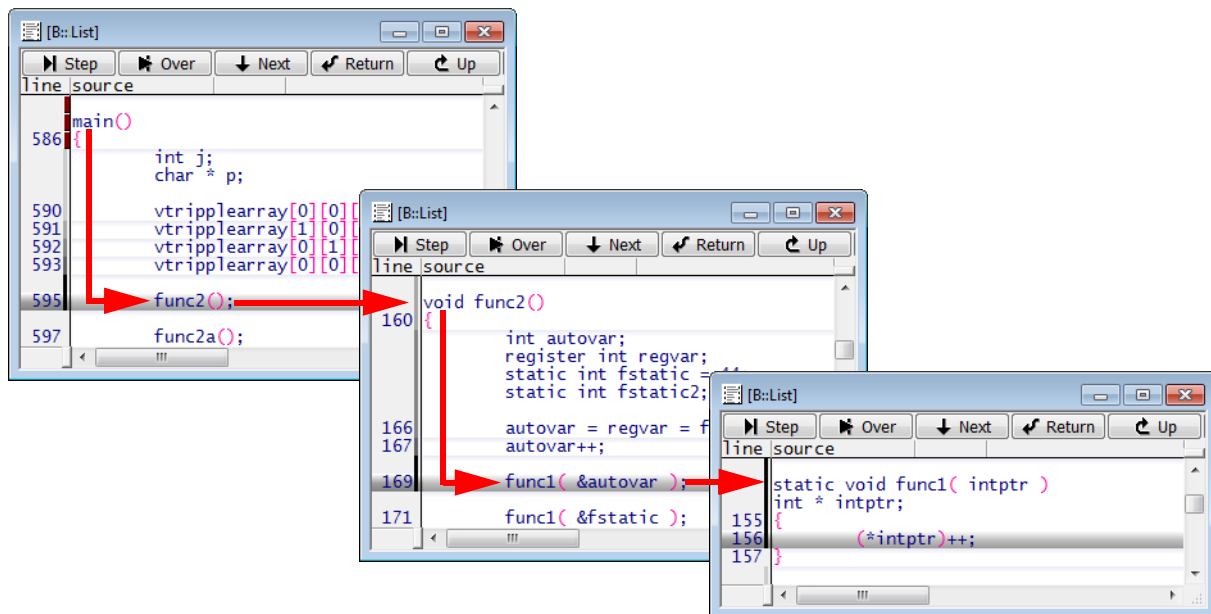 [B::List]
Step Over Next Return Up
line source
main()
586 {
int j;
char * p;
590 vtripplearray[0][0][
591 vtripplearray[1][0][
592 vtripplearray[0][1][
593 vtripplearray[0][0][
595 func2();
597 func2a();
[B::List]
Step Over Next Return Up
line source
void func2()
160 {
int autovar;
register int regvar;
static int fstatic =
static int fstatic2;
166 autovar = regvar = f
167 autovar++;
169 func1( &autovar );
171 func1( &fstatic );
[B::List]
Step Over Next Return Up
line source
static void func1( intptr )
int * intptr;
155 {
156 (*intptr)++;
157 }